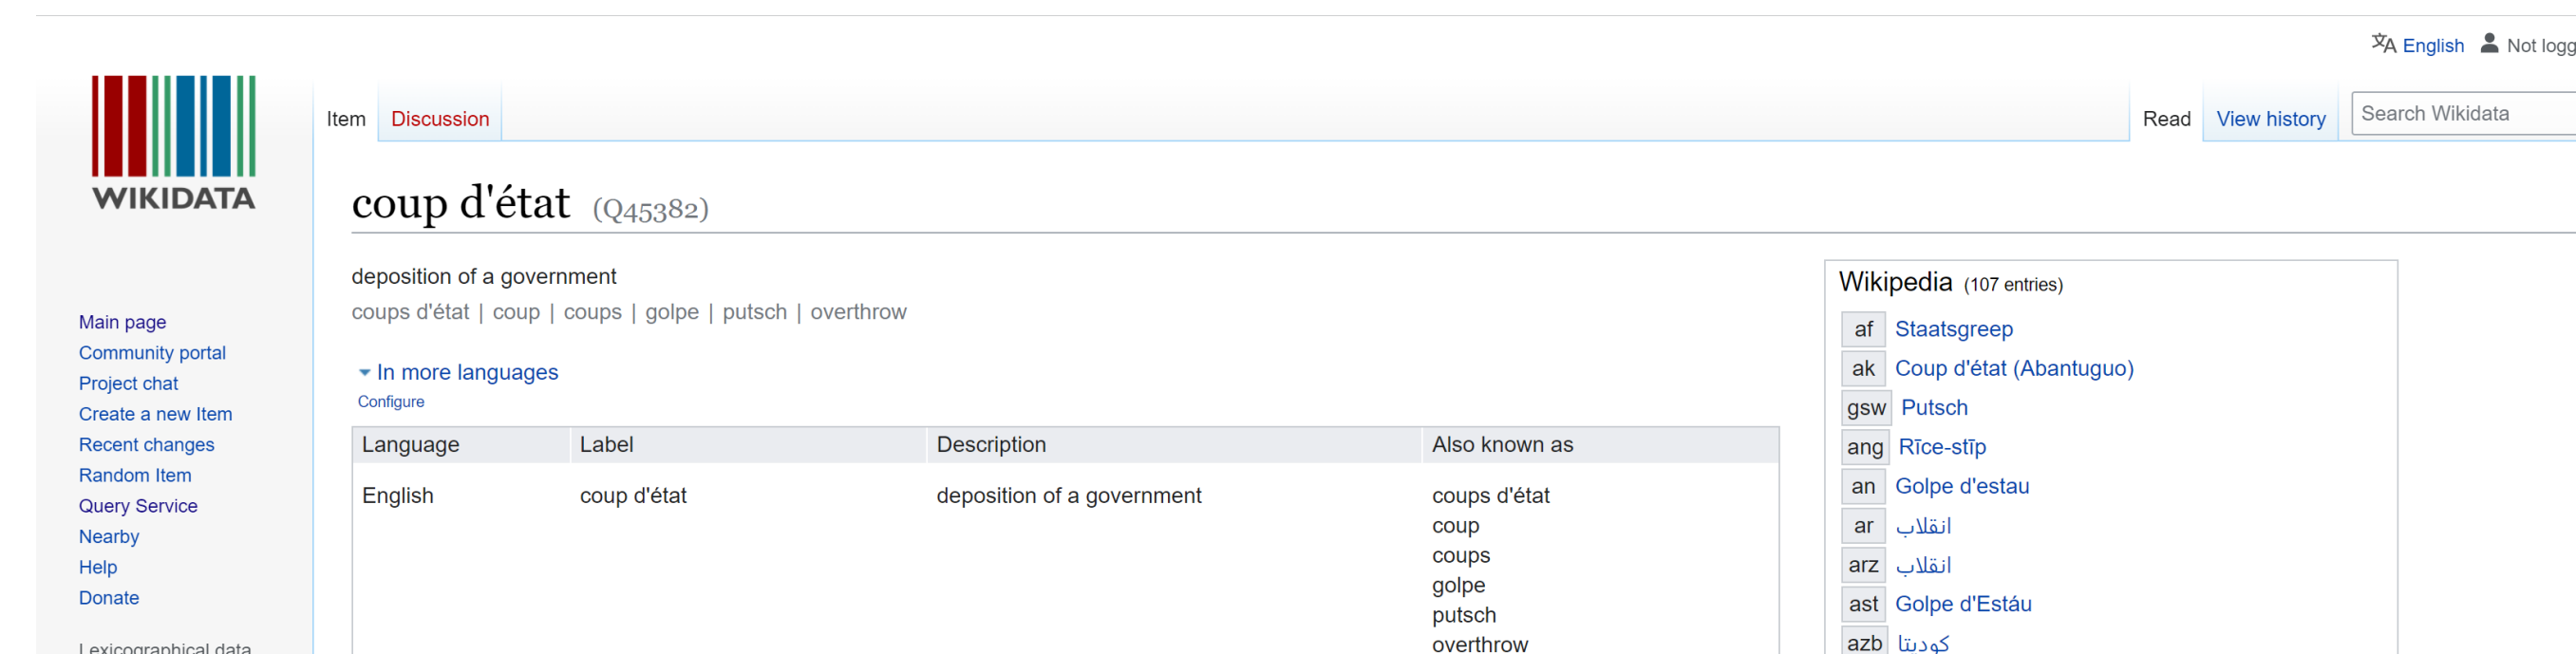 English Not logg
WIKIDATA
Item Discussion Read View history Search Wikidata
coup d'état (Q45382)
deposition of a government
coups d'état | coup | coups | golpe | putsch | overthrow
In more languages
Configure
Language Label Description Also known as
English coup d'état deposition of a government coups d'état
coup
coups
golpe
putsch
overthrow
Main page
Community portal
Project chat
Create a new Item
Recent changes
Random Item
Query Service
Nearby
Help
Donate
Lexicographical data
Wikipedia (107 entries)
af Staatsgreep
ak Coup d'état (Abantuguo)
gsw Putsch
ang Rīce-stīp
an Golpe d'estau
ar انقلاب
arz انقلاب
ast Golpe d'Estáu
azb کودیتا